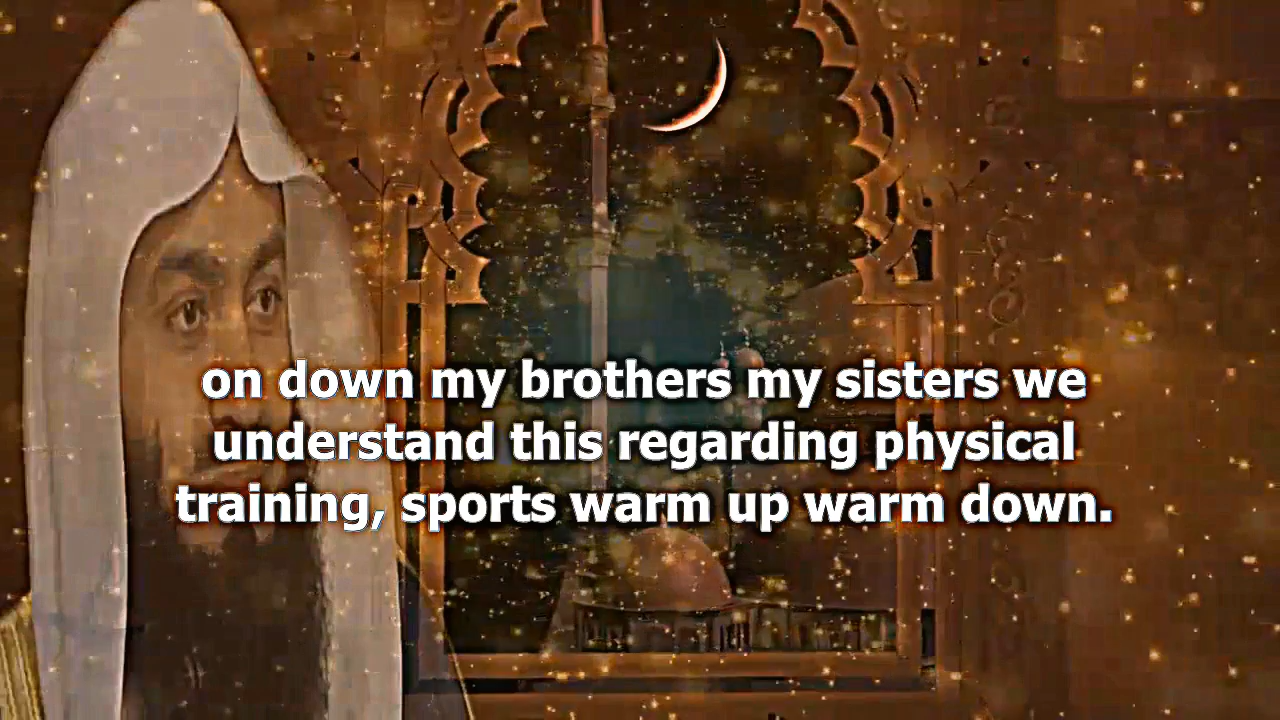 on down my brothers my sisters we
understand this regarding physical
training, sports warm up warm down.